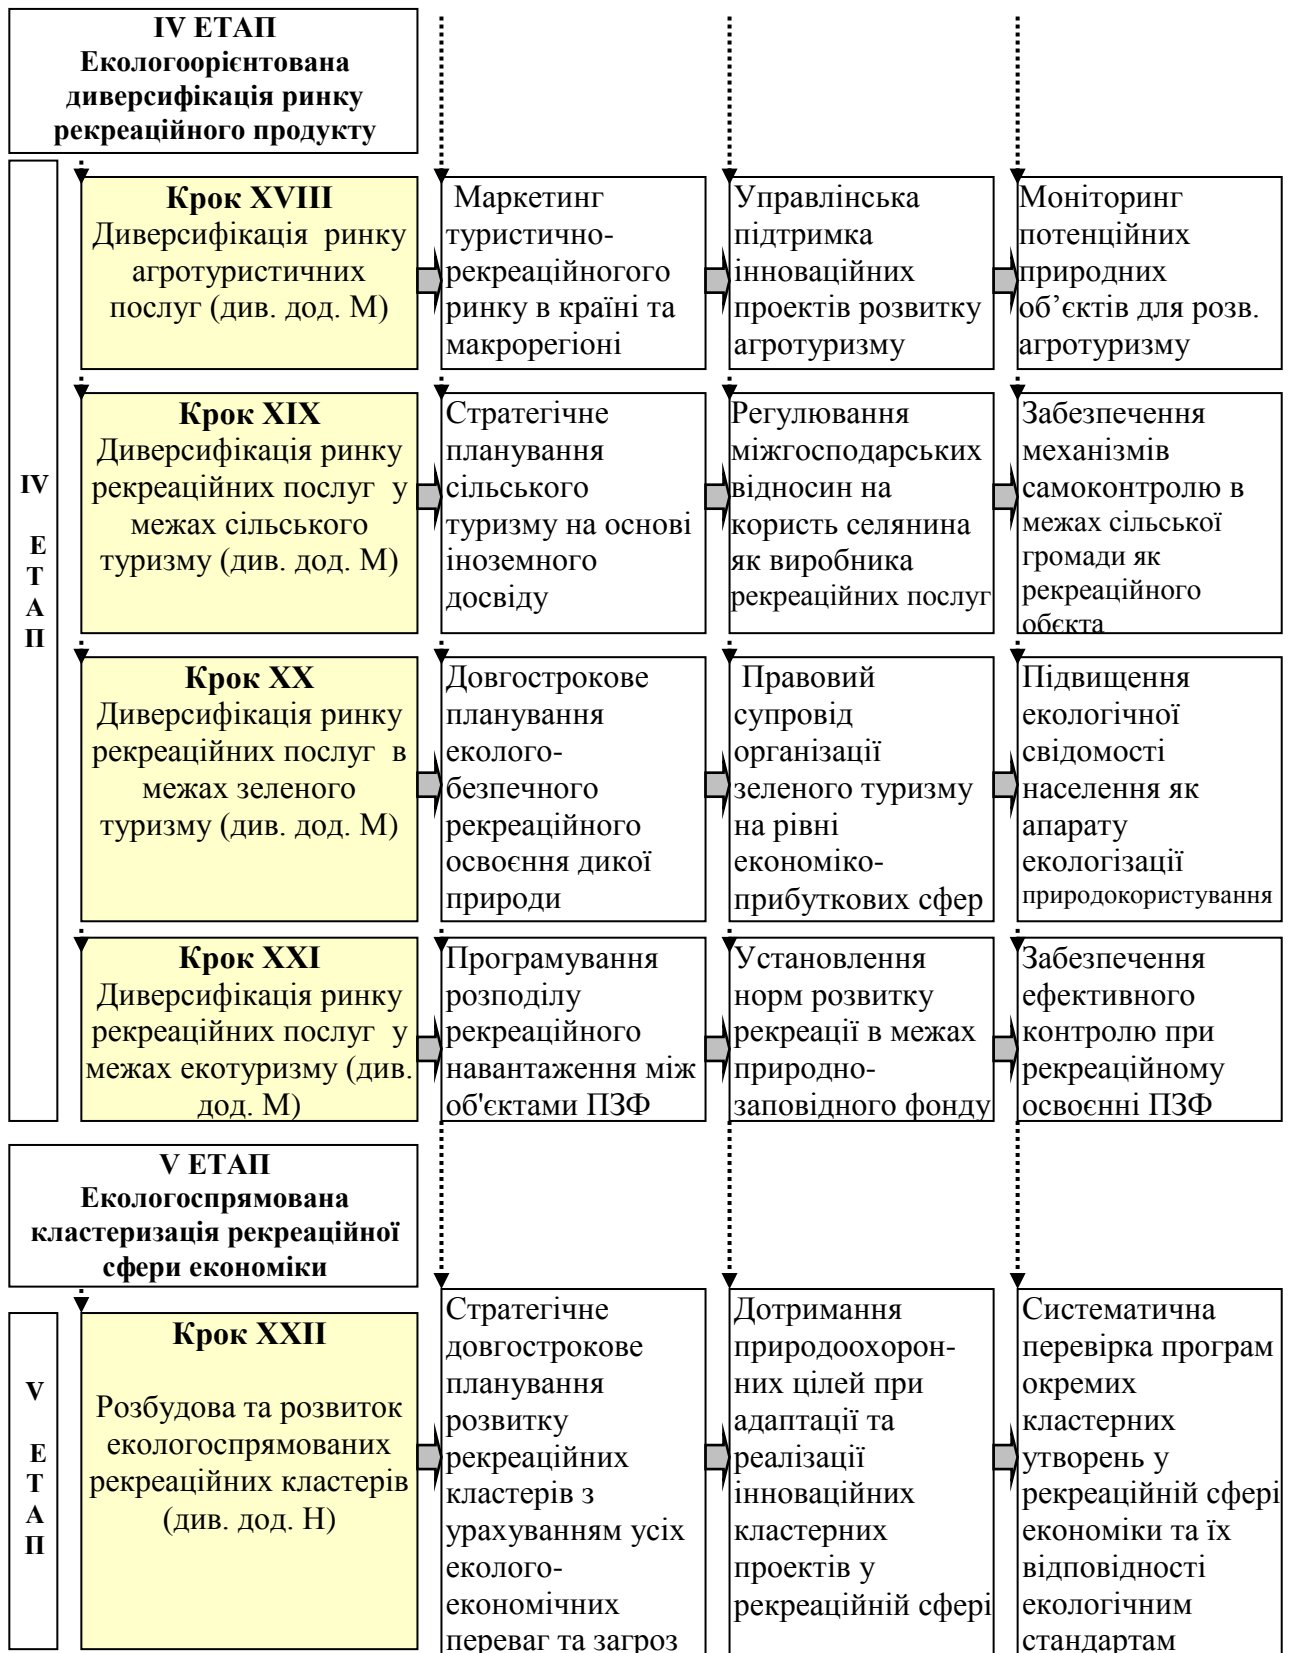 IV ЕТАП
Екологоорієнтована
диверсифікація ринку
рекреаційного продукту
IV
Е
Т
А
П
Крок XVIII
Диверсифікація ринку
агротуристичних
послуг (див. дод. М)
Маркетинг
туристично-
рекреаційногого
ринку в країні та
макрорегіоні
Управлінська
підтримка
інноваційних
проектів розвитку
агротуризму
Моніторинг
потенційних
природних
об’єктів для розв.
агротуризму
Крок XIX
Диверсифікація ринку
рекреаційних послуг у
межах сільського
туризму (див. дод. М)
Стратегічне
планування
сільського
туризму на основі
іноземного
досвіду
Регулювання
міжгосподарських
відносин на
користь селянина
як виробника
рекреаційних послуг
Забезпечення
механізмів
самоконтролю в
межах сільської
громади як
рекреаційного
обєкта
Крок XX
Диверсифікація ринку
рекреаційних послуг в
межах зеленого
туризму (див. дод. М)
Довгострокове
планування
еколого-
безпечного
рекреаційного
освоєння дикої
природи
Правовий
супровід
організації
зеленого туризму
на рівні
економіко-
прибуткових сфер
Підвищення
екологічної
свідомості
населення як
апарату
екологізації
природокористування
Крок XXI
Диверсифікація ринку
рекреаційних послуг у
межах екотуризму (див.
дод. М)
Програмування
розподілу
рекреаційного
навантаження між
об'єктами ПЗФ
Установлення
норм розвитку
рекреації в межах
природно-
заповідного фонду
Забезпечення
ефективного
контролю при
рекреаційному
освоєнні ПЗФ
V ЕТАП
Екологоспрямована
кластеризація рекреаційної
сфери економіки
V
Е
Т
А
П
Крок XXII
Розбудова та розвиток
екологоспрямованих
рекреаційних кластерів
(див. дод. Н)
Стратегічне
довгострокове
планування
розвитку
рекреаційних
кластерів з
урахуванням усіх
еколого-
економічних
переваг та загроз
Дотримання
природоохорон-
них цілей при
адаптації та
реалізації
інноваційних
кластерних
проектів у
рекреаційній сфері
Систематична
перевірка програм
окремих
кластерних
утворень у
рекреаційній сфері
економіки та їх
відповідності
екологічним
стандартам